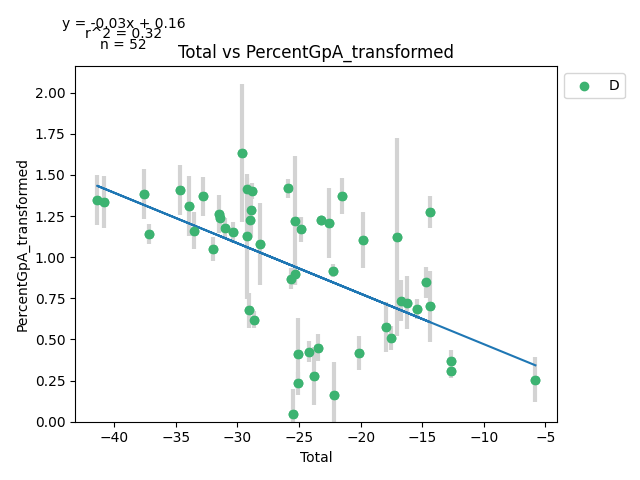 y = -0.03x + 0.16
r^2 = 0.32
n = 52
Total vs PercentGpA_transformed
D
PercentGpA_transformed
2.00
1.75
1.50
1.25
1.00
0.75
0.50
0.25
0.00
−40 −35 −30 −25 −20 −15 −10 −5
Total